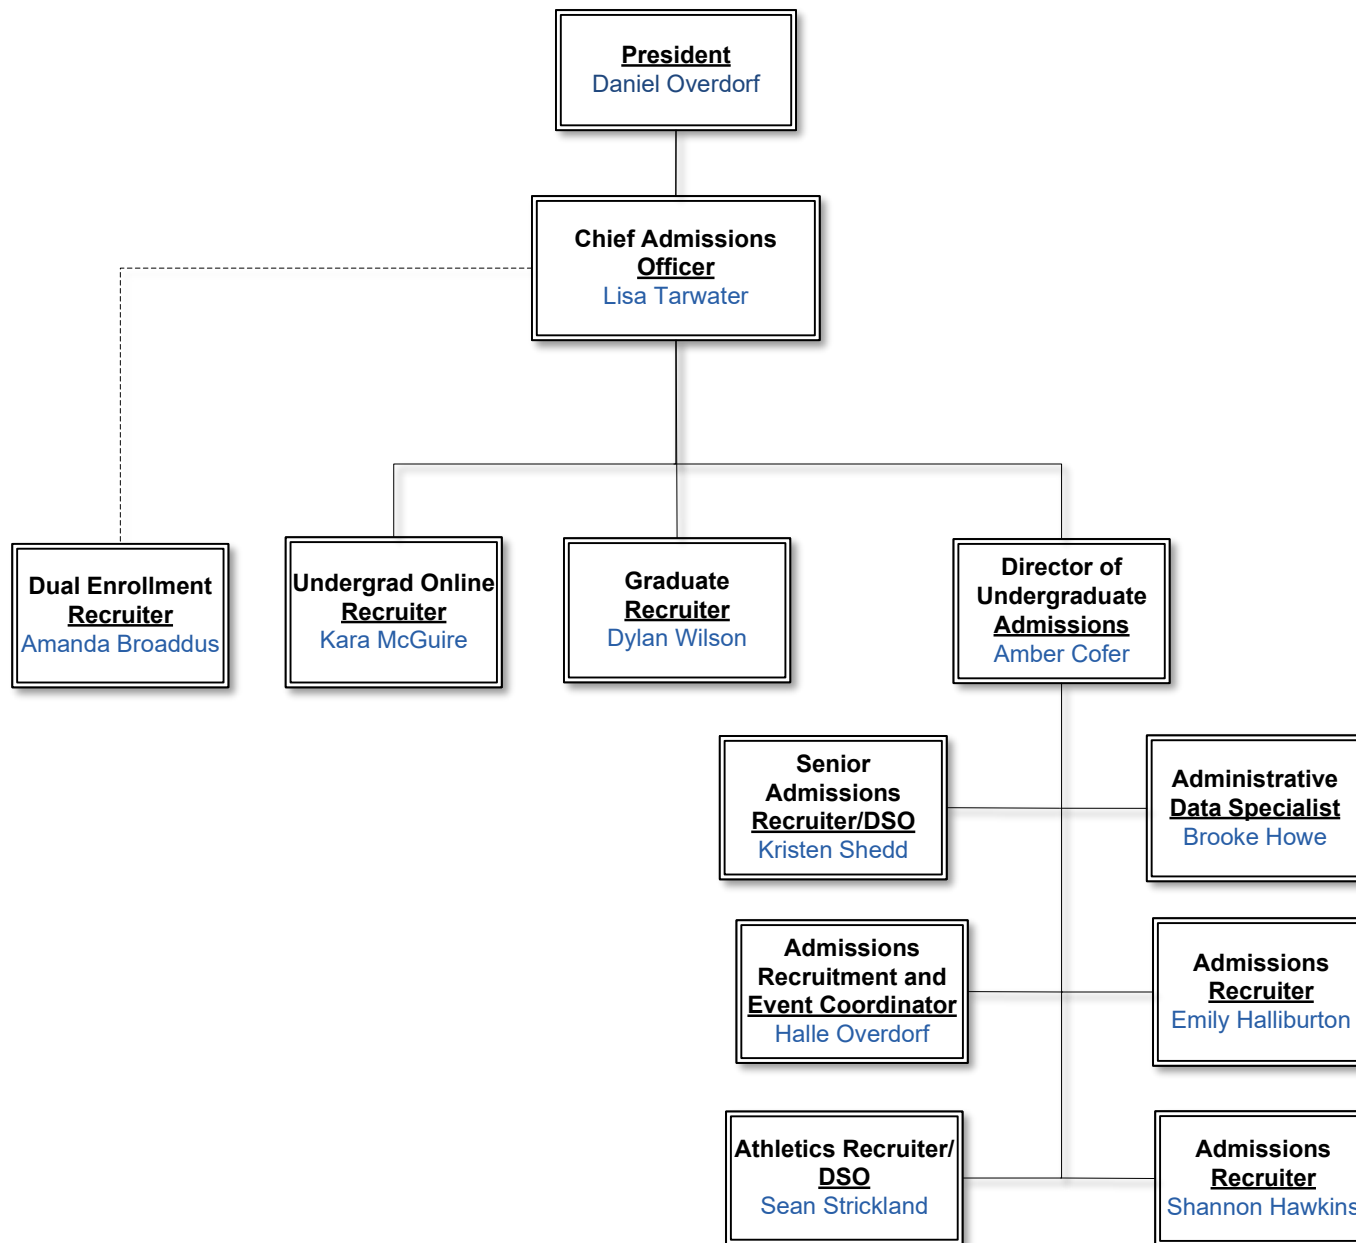 President
Daniel Overdorf
Chief Admissions
Officer
Lisa Tarwater
Dual Enrollment
Recruiter
Amanda Broaddus
Undergrad Online
Recruiter
Kara McGuire
Graduate
Recruiter
Dylan Wilson
Director of
Undergraduate
Admissions
Amber Cofer
Senior
Admissions
Recruiter/DSO
Kristen Shedd
Administrative
Data Specialist
Brooke Howe
Admissions
Recruitment and
Event Coordinator
Halle Overdorf
Admissions
Recruiter
Emily Halliburton
Athletics Recruiter/
DSO
Sean Strickland
Admissions
Recruiter
Shannon Hawkins